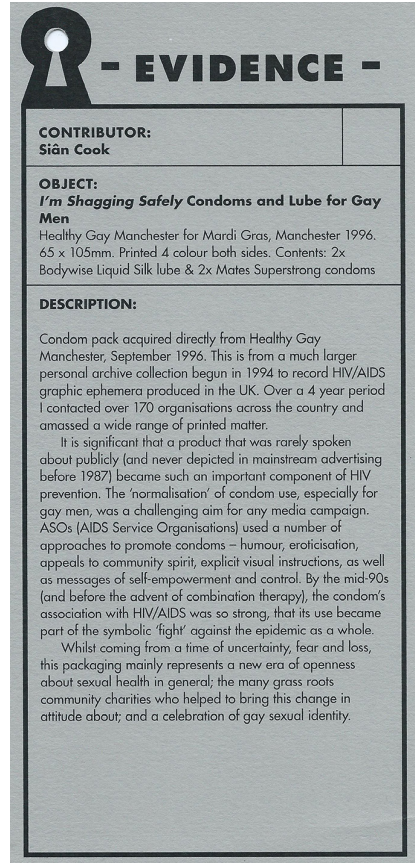 - EVIDENCE -
CONTRIBUTOR:
Siân Cook
OBJECT:
I'm Shagging Safely Condoms and Lube for Gay
Men
Healthy Gay Manchester for Mardi Gras, Manchester 1996.
65 x 105mm. Printed 4 colour both sides. Contents: 2x
Bodywise Liquid Silk lube & 2x Mates Superstrong condoms
DESCRIPTION:
Condom pack acquired directly from Healthy Gay
Manchester, September 1996. This is from a much larger
personal archive collection begun in 1994 to record HIV/AIDS
graphic ephemera produced in the UK. Over a 4 year period
I contacted over 170 organisations across the country and
amassed a wide range of printed matter.
It is significant that a product that was rarely spoken
about publicly (and never depicted in mainstream advertising
before 1987) became such an important component of HIV
prevention. The 'normalisation' of condom use, especially for
gay men, was a challenging aim for any media campaign.
ASOs (AIDS Service Organisations) used a number of
approaches to promote condoms – humour, eroticisation,
appeals to community spirit, explicit visual instructions, as well
as messages of self-empowerment and control. By the mid-90s
(and before the advent of combination therapy), the condom's
association with HIV/AIDS was so strong, that its use became
part of the symbolic 'fight' against the epidemic as a whole.
Whilst coming from a time of uncertainty, fear and loss,
this packaging mainly represents a new era of openness
about sexual health in general; the many grass roots
community charities who helped to bring this change in
attitude about; and a celebration of gay sexual identity.